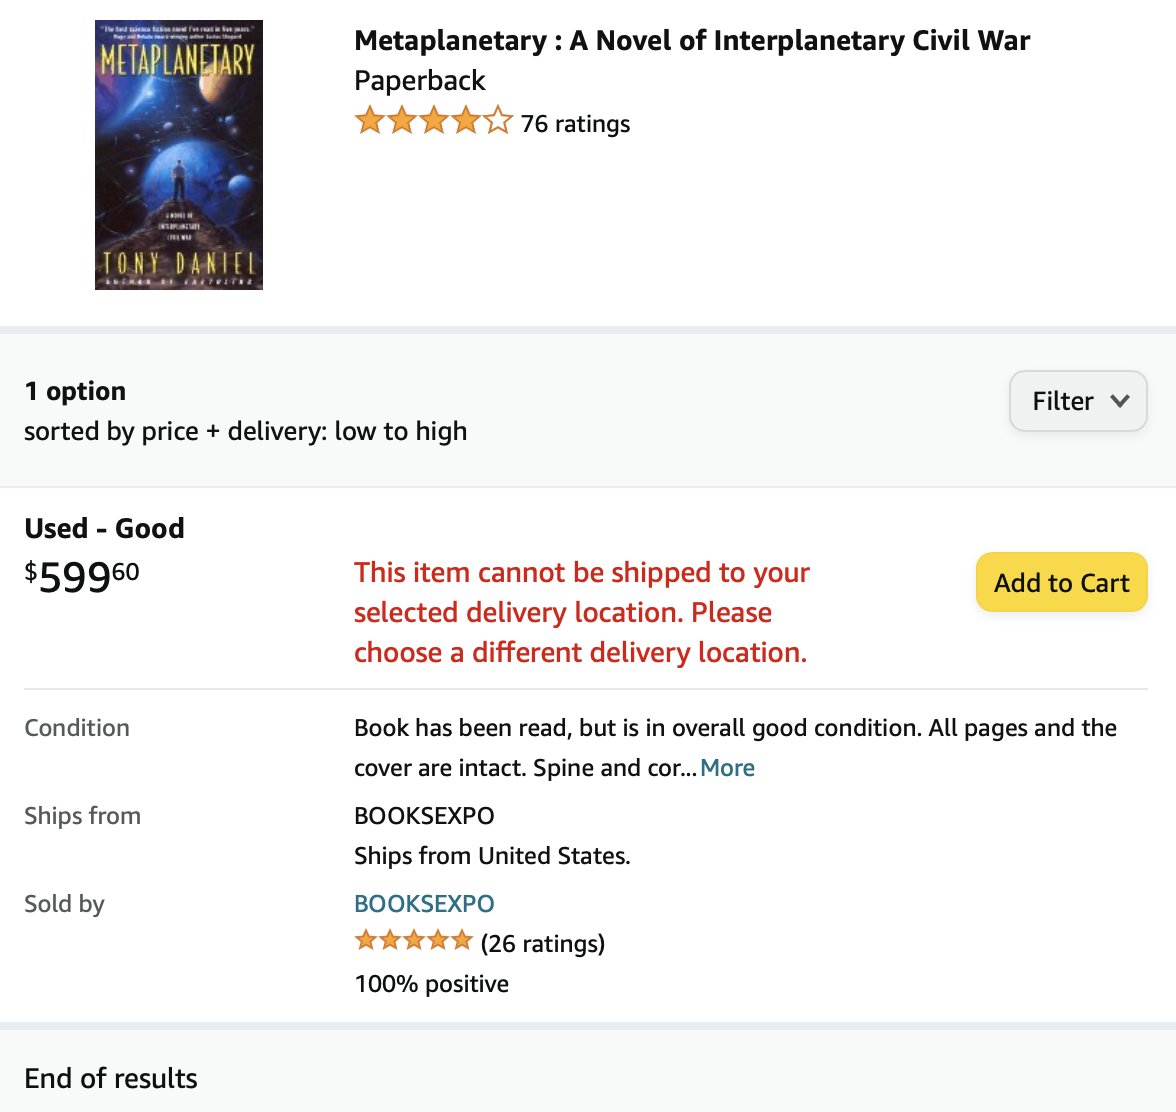 "The best science fiction novel I've read in five years."
METAPLANETARY
A NOVEL OF
INTERPLANETARY
CIVIL WAR
TONY DANIEL
AUTHOR OF EARTHLING
Metaplanetary : A Novel of Interplanetary Civil War
Paperback
76 ratings
1 option
sorted by price + delivery: low to high
Filter
Used - Good
$59960
This item cannot be shipped to your
selected delivery location. Please
choose a different delivery location.
Add to Cart
Condition
Book has been read, but is in overall good condition. All pages and the
cover are intact. Spine and cor... More
Ships from
BOOKSEXPO
Ships from United States.
Sold by
BOOKSEXPO
(26 ratings)
100% positive
End of results